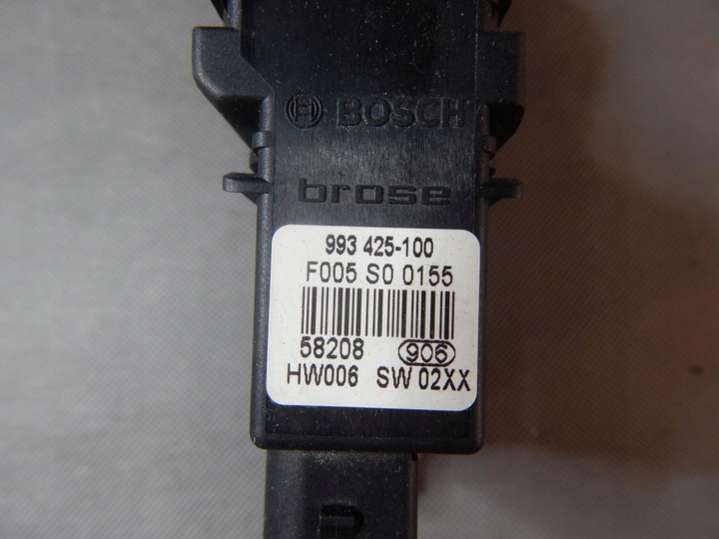 BOSCH
brose
993 425-100
F005 S0 0155
58208 906
HW006 SW 02XX